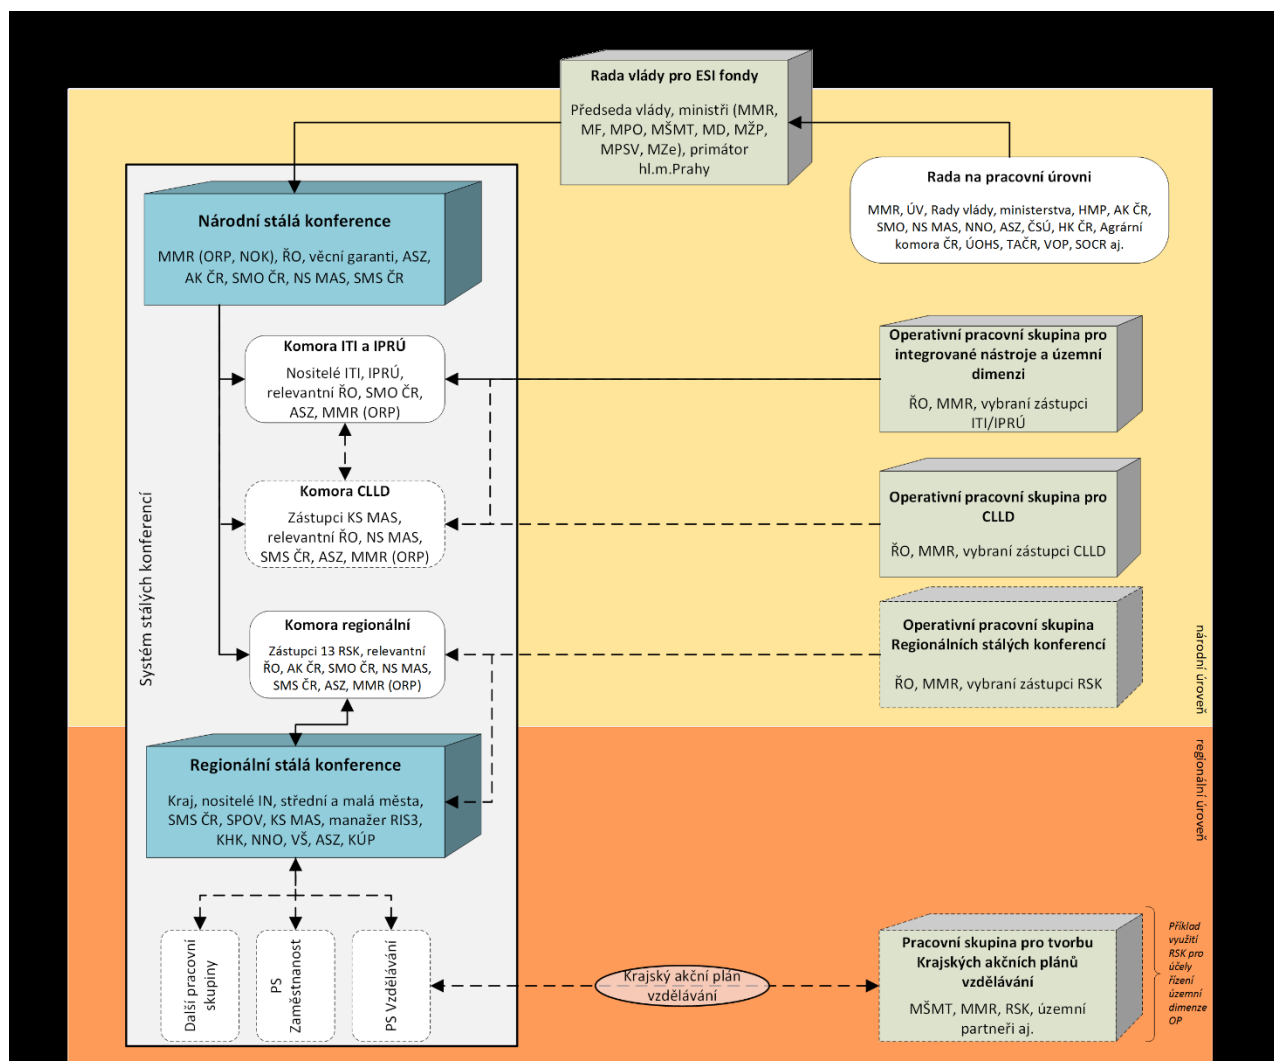 Rada vlády pro ESI fondy
Předseda vlády, ministři (MMR,
MF, MPO, MŠMT, MD, MŽP,
MPSV, MZe), primátor
hl.m.Prahy
Rada na pracovní úrovni
MMR, ÚV, Rady vlády, ministerstva, HMP, AK ČR,
SMO, NS MAS, NNO, ASZ, ČSÚ, HK ČR, Agrární
komora ČR, ÚOHS, TAČR, VOP, SOCR aj.
Systém stálých konferencí
Národní stálá konference
MMR (ORP, NOK), ŘO, věcní garanti, ASZ,
AK ČR, SMO ČR, NS MAS, SMS ČR
Komora ITI a IPRÚ
Nositelé ITI, IPRÚ,
relevantní ŘO, SMO ČR,
ASZ, MMR (ORP)
Operativní pracovní skupina pro
integrované nástroje a územní
dimenzi
ŘO, MMR, vybraní zástupci
ITI/IPRÚ
Komora CLLD
Zástupci KS MAS,
relevantní ŘO, NS MAS,
SMS ČR, ASZ, MMR (ORP)
Operativní pracovní skupina pro
CLLD
ŘO, MMR, vybraní zástupci CLLD
Komora regionální
Zástupci 13 RSK, relevantní
ŘO, AK ČR, SMO ČR, NS MAS,
SMS ČR, ASZ, MMR (ORP)
Operativní pracovní skupina
Regionálních stálých konferencí
ŘO, MMR, vybraní zástupci RSK
národní úroveň
regionální úroveň
Regionální stálá konference
Kraj, nositelé IN, střední a malá města,
SMS ČR, SPOV, KS MAS, manažer RIS3,
KHK, NNO, VŠ, ASZ, KÚP
Další pracovní
skupiny
PS
Zaměstnanost
PS Vzdělávání
Krajský akční plán
vzdělávání
Pracovní skupina pro tvorbu
Krajských akčních plánů
vzdělávání
MŠMT, MMR, RSK, územní
partneři aj.
Příklad
využití
RSK pro
účely
řízení
územní
dimenze
OP